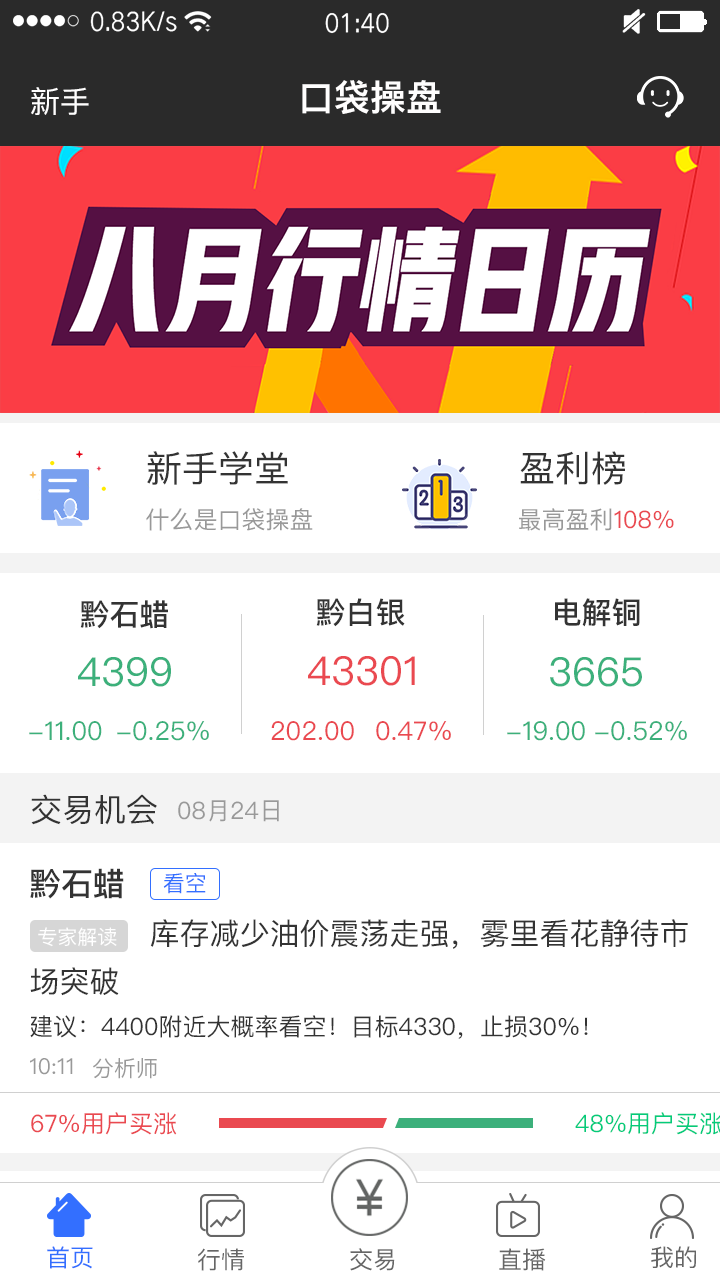 0.83K/s
01:40
新手
口袋操盘
八月行情日历
新手学堂
什么是口袋操盘
1
2
3
盈利榜
最高盈利108%
黔石蜡
黔白银
电解铜
4399
43301
3665
-11.00 -0.25%
202.00 0.47%
-19.00 -0.52%
交易机会 08月24日
黔石蜡 看空
专家解读 库存减少油价震荡走强，雾里看花静待市
场突破
建议：4400附近大概率看空！目标4330，止损30%！
10:11 分析师
67%用户买涨
48%用户买涨
¥
首页
行情
交易
直播
我的